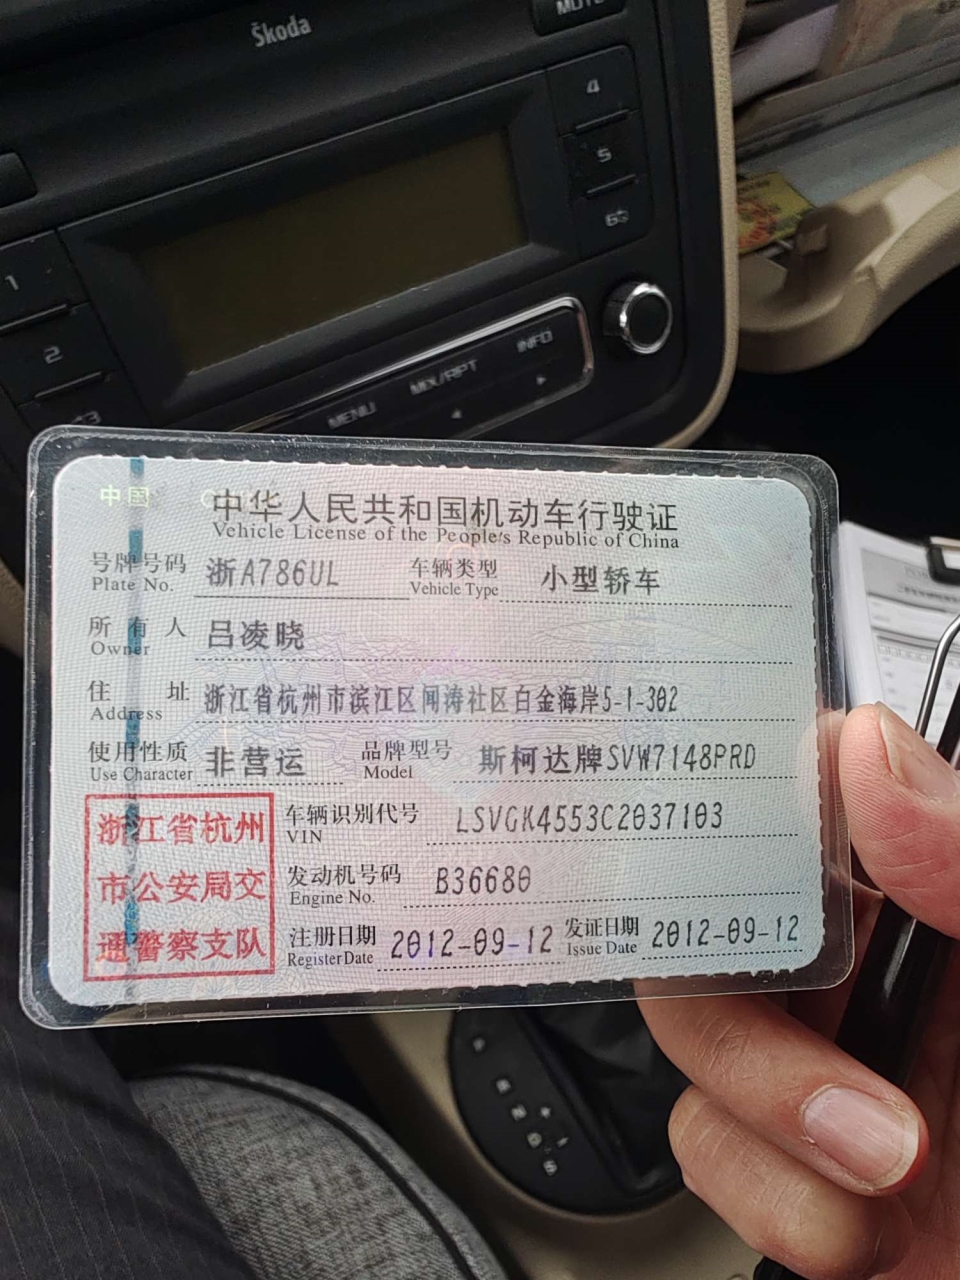 MUTE
Škoda
4
5
6
1
2
3
INFO
MIX/RPT
MENU
中国
中华人民共和国机动车行驶证
Vehicle License of the People's Republic of China
号牌号码 浙A786UL 车辆类型 小型轿车
Plate No. Vehicle Type
所有人 吕凌晓
Owner
住址 浙江省杭州市滨江区闻涛社区白金海岸5-1-302
Address
使用性质 非营运 品牌型号 斯柯达牌SVW7148PRD
Use Character Model
浙江省杭州
市公安局交
通警察支队
车辆识别代号 LSVGK4553C2037103
VIN
发动机号码 B36680
Engine No.
注册日期 2012-09-12 发证日期 2012-09-12
Register Date Issue Date